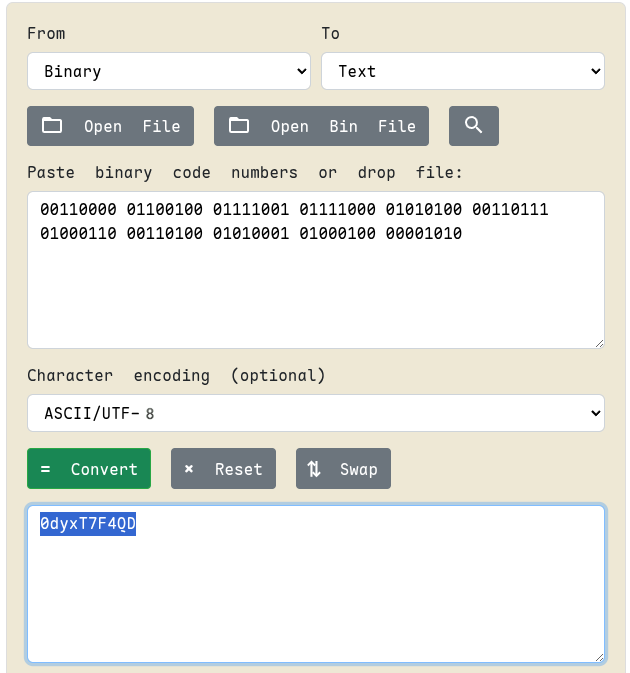 From To
Binary Text
Open File Open Bin File
Paste binary code numbers or drop file:
00110000 01100100 01111001 01111000 01010100 00110111
01000110 00110100 01010001 01000100 00001010
Character encoding (optional)
ASCII/UTF-8
= Convert × Reset ⇅ Swap
0dyxT7F4QD